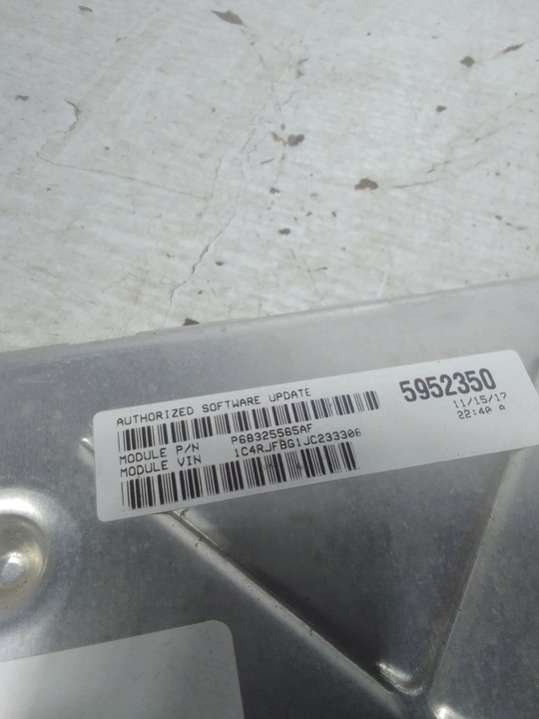 AUTHORIZED SOFTWARE UPDATE
5952350
11/15/17
22:40 A
MODULE P/N P68325565AF
MODULE VIN 1C4RJFBG1JC233306